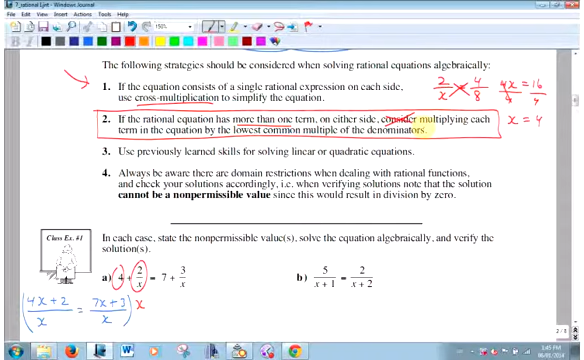 7_rational E.jnt - Windows Journal
File Edit View Insert Actions Tools Help
150%
B I
The following strategies should be considered when solving rational equations algebraically:
1. If the equation consists of a single rational expression on each side,
use cross-multiplication to simplify the equation.
2/x 4/8 4x = 16
x = 4
2. If the rational equation has more than one term, on either side, consider multiplying each
term in the equation by the lowest common multiple of the denominators.
3. Use previously learned skills for solving linear or quadratic equations.
4. Always be aware there are domain restrictions when dealing with rational functions,
and check your solutions accordingly, i.e. when verifying solutions note that the solution
cannot be a nonpermissible value since this would result in division by zero.
Class Ex. #1
In each case, state the nonpermissible value(s), solve the equation algebraically, and verify the
solution(s).
a) 4 + 2/x = 7 + 3/x b) 5/(x + 1) = 2/(x + 2)
((4x+2)/x = (7x+3)/x) x
3:45 PM